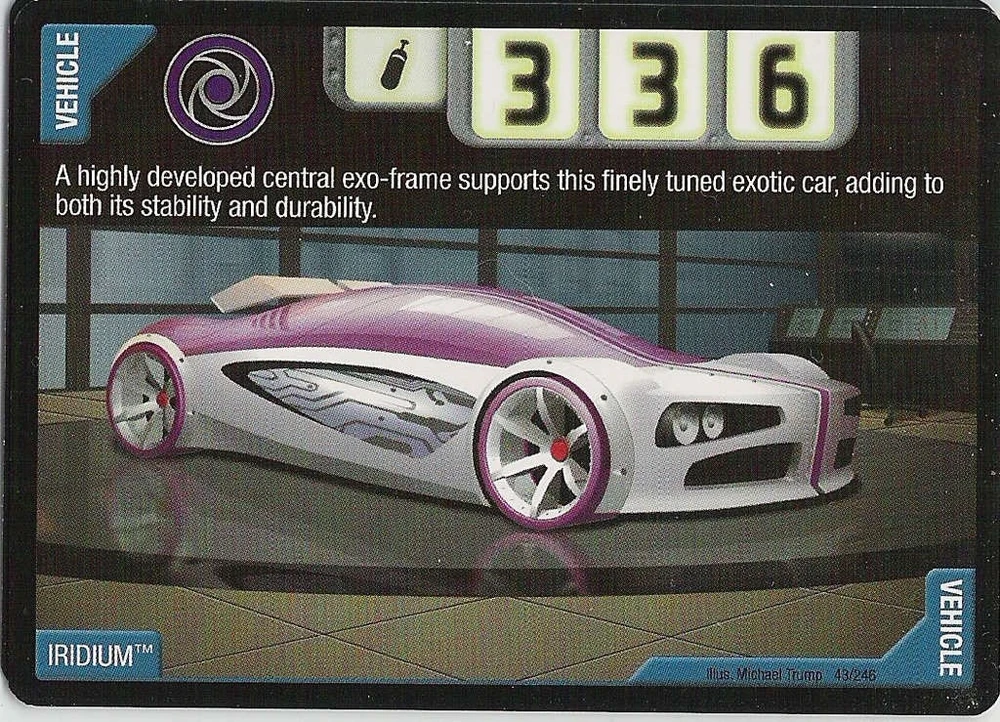 VEHICLE
3 3 6
A highly developed central exo-frame supports this finely tuned exotic car, adding to
both its stability and durability.
IRIDIUM™
Illus. Michael Trump 43/246
VEHICLE